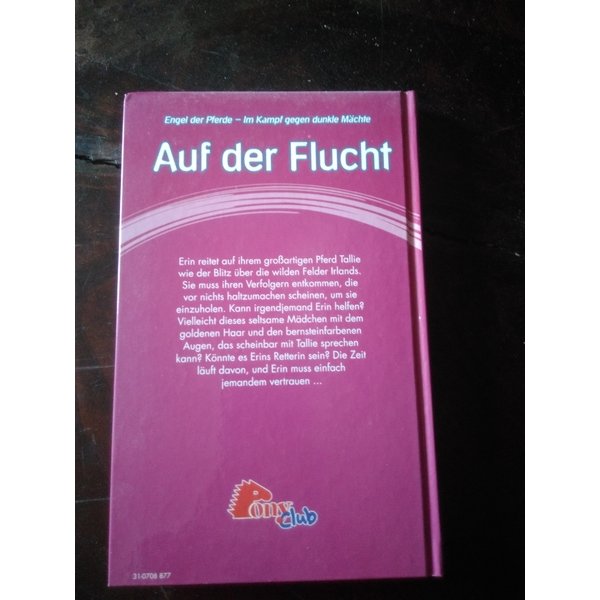 Engel der Pferde – Im Kampf gegen dunkle Mächte
Auf der Flucht
Erin reitet auf ihrem großartigen Pferd Tallie
wie der Blitz über die wilden Felder Irlands.
Sie muss ihren Verfolgern entkommen, die
vor nichts haltzumachen scheinen, um sie
einzuholen. Kann irgendjemand Erin helfen?
Vielleicht dieses seltsame Mädchen mit dem
goldenen Haar und den bernsteinfarbenen
Augen, das scheinbar mit Tallie sprechen
kann? Könnte es Erins Retterin sein? Die Zeit
läuft davon, und Erin muss einfach
jemandem vertrauen ...
Pony
Club
31-0706 877